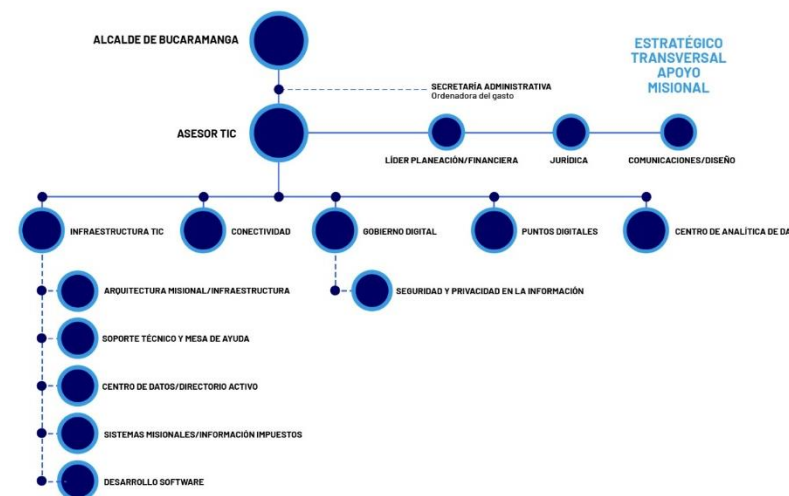 ALCALDE DE BUCARAMANGA
ESTRATÉGICO
TRANSVERSAL
APOYO
MISIONAL
SECRETARÍA ADMINISTRATIVA
Ordenadora del gasto
ASESOR TIC
LÍDER PLANEACIÓN/FINANCIERA
JURÍDICA
COMUNICACIONES/DISEÑO
INFRAESTRUCTURA TIC
CONECTIVIDAD
GOBIERNO DIGITAL
PUNTOS DIGITALES
CENTRO DE ANALÍTICA DE
ARQUITECTURA MISIONAL/INFRAESTRUCTURA
SEGURIDAD Y PRIVACIDAD EN LA INFORMACIÓN
SOPORTE TÉCNICO Y MESA DE AYUDA
CENTRO DE DATOS/DIRECTORIO ACTIVO
SISTEMAS MISIONALES/INFORMACIÓN IMPUESTOS
DESARROLLO SOFTWARE